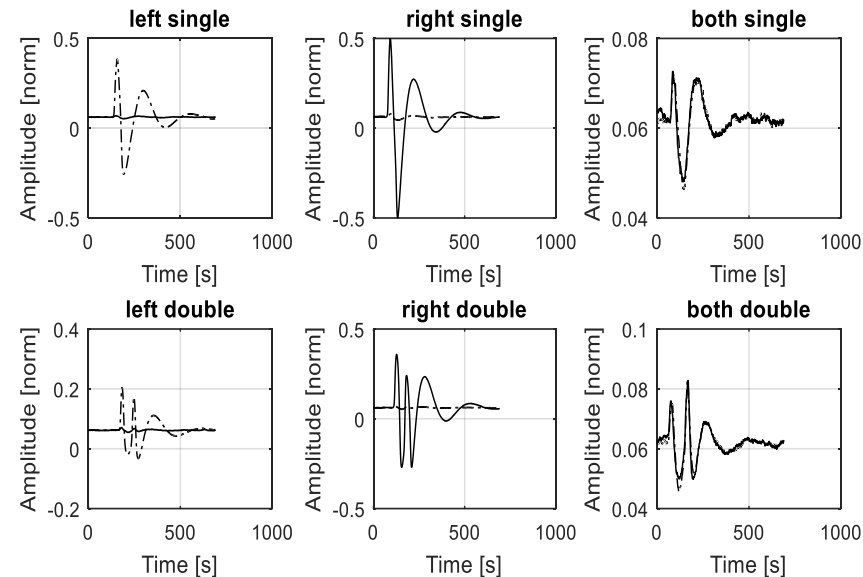 left single
right single
both single
Amplitude [norm]
0.5
0
-0.5
0
500
1000
Time [s]
Amplitude [norm]
0.5
0
-0.5
0
500
1000
Time [s]
Amplitude [norm]
0.08
0.06
0.04
0
500
1000
Time [s]
left double
right double
both double
Amplitude [norm]
0.4
0.2
0
-0.2
0
500
1000
Time [s]
Amplitude [norm]
0.5
0
-0.5
0
500
1000
Time [s]
Amplitude [norm]
0.1
0.08
0.06
0.04
0
500
1000
Time [s]